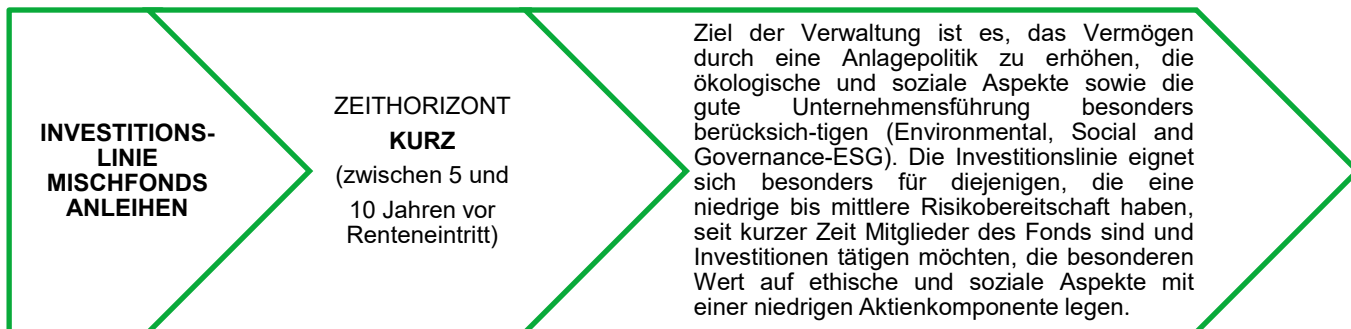 INVESTITIONS-
LINIE
MISCHFONDS
ANLEIHEN
ZEITHORIZONT
KURZ
(zwischen 5 und
10 Jahren vor
Renteneintritt)
Ziel der Verwaltung ist es, das Vermögen
durch eine Anlagepolitik zu erhöhen, die
ökologische und soziale Aspekte sowie die
gute Unternehmensführung besonders
berücksich-tigen (Environmental, Social and
Governance-ESG). Die Investitionslinie eignet
sich besonders für diejenigen, die eine
niedrige bis mittlere Risikobereitschaft haben,
seit kurzer Zeit Mitglieder des Fonds sind und
Investitionen tätigen möchten, die besonderen
Wert auf ethische und soziale Aspekte mit
einer niedrigen Aktienkomponente legen.